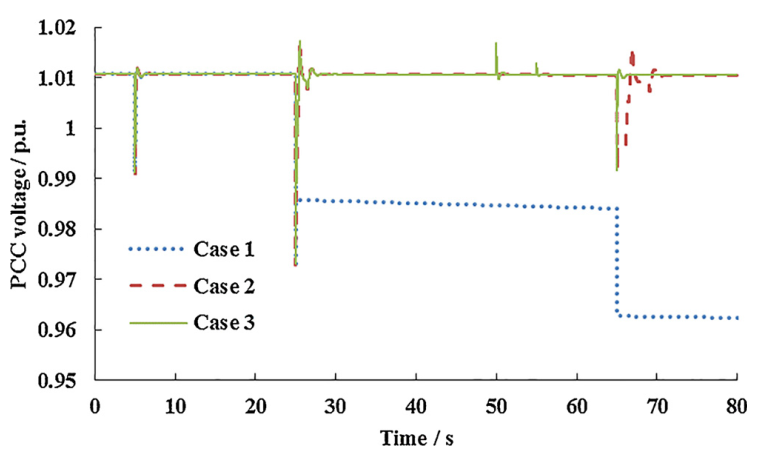 1.02
1.01
1
0.99
0.98
0.97
0.96
0.95
PCC voltage / p.u.
Case 1
Case 2
Case 3
0 10 20 30 40 50 60 70 80
Time / s